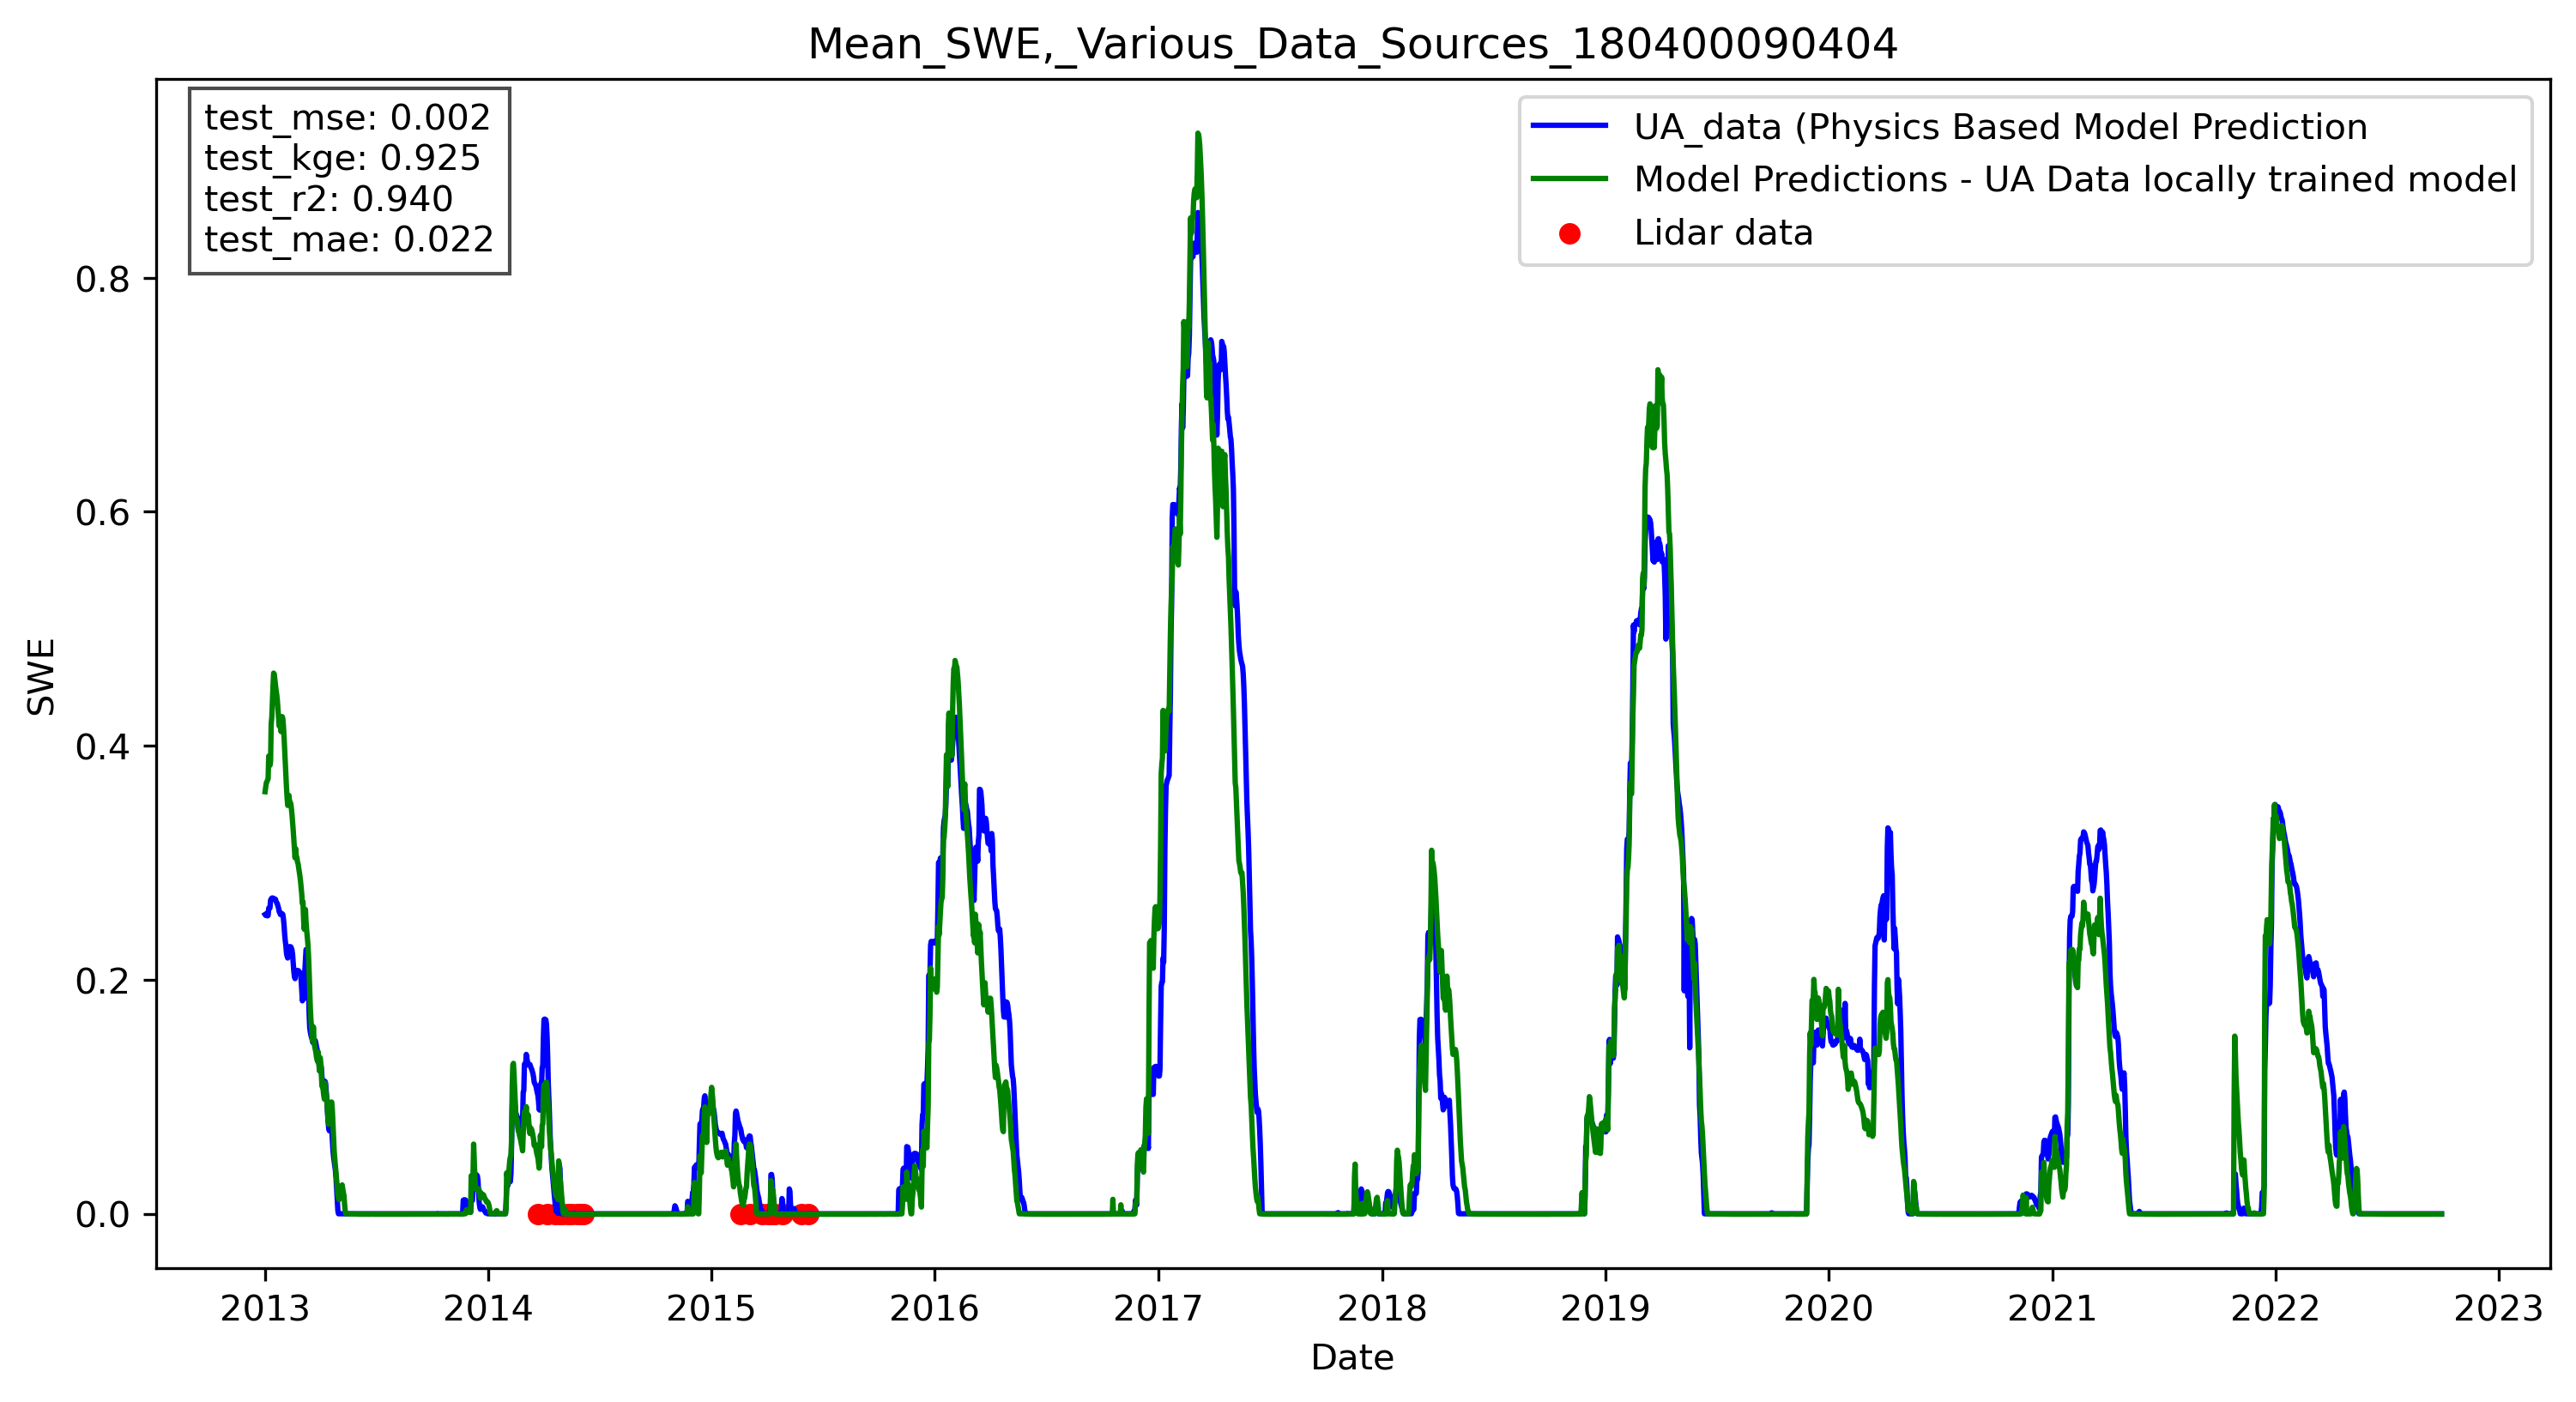 Mean_SWE,_Various_Data_Sources_180400090404
test_mse: 0.002
test_kge: 0.925
test_r2: 0.940
test_mae: 0.022
UA_data (Physics Based Model Prediction
Model Predictions - UA Data locally trained model
Lidar data
SWE
0.8
0.6
0.4
0.2
0.0
2013 2014 2015 2016 2017 2018 2019 2020 2021 2022 2023
Date